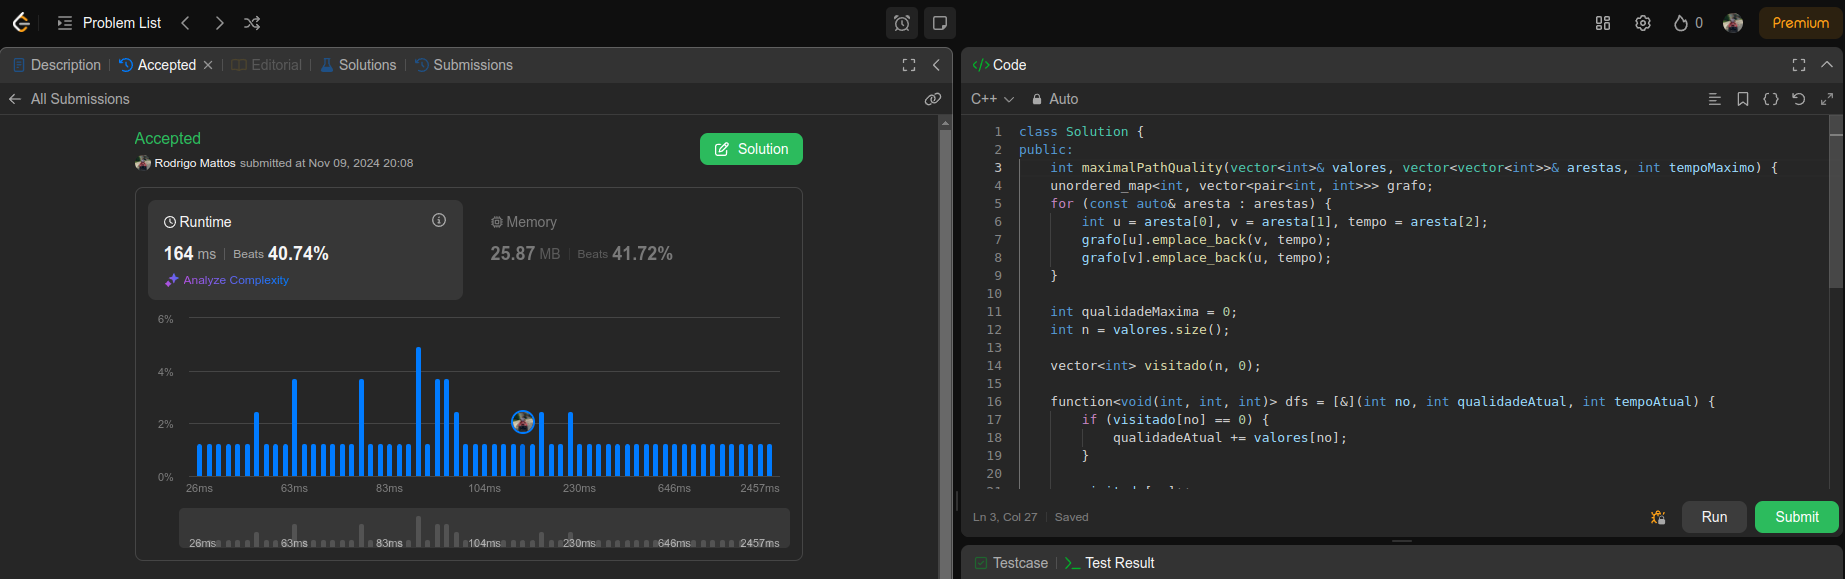 Problem List
0
Premium
Description
Accepted
Editorial
Solutions
Submissions
All Submissions
Accepted
Rodrigo Mattos submitted at Nov 09, 2024 20:08
Solution
Runtime
164 ms | Beats 40.74%
Analyze Complexity
Memory
25.87 MB | Beats 41.72%
6%
4%
2%
0%
26ms 63ms 83ms 104ms 230ms 646ms 2457ms
26ms 63ms 83ms 104ms 230ms 646ms 2457ms
</> Code
C++
Auto
1 class Solution {
2 public:
3 int maximalPathQuality(vector<int>& valores, vector<vector<int>>& arestas, int tempoMaximo) {
4 unordered_map<int, vector<pair<int, int>>> grafo;
5 for (const auto& aresta : arestas) {
6 int u = aresta[0], v = aresta[1], tempo = aresta[2];
7 grafo[u].emplace_back(v, tempo);
8 grafo[v].emplace_back(u, tempo);
9 }
10
11 int qualidadeMaxima = 0;
12 int n = valores.size();
13
14 vector<int> visitado(n, 0);
15
16 function<void(int, int, int)> dfs = [&](int no, int qualidadeAtual, int tempoAtual) {
17 if (visitado[no] == 0) {
18 qualidadeAtual += valores[no];
19 }
20
Ln 3, Col 27 | Saved
Run
Submit
Testcase
Test Result